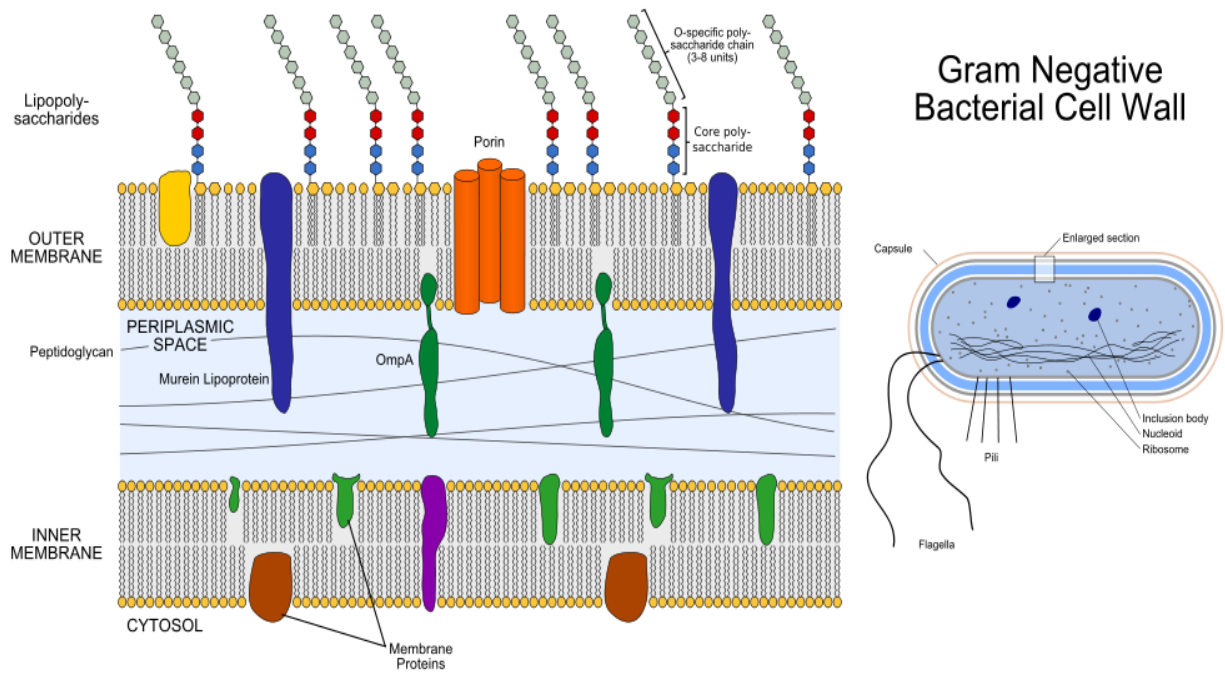 O-specific poly-
saccharide chain
(3-8 units)
Gram Negative
Bacterial Cell Wall
Lipopoly-
saccharides
Core poly-
saccharide
Porin
OUTER
MEMBRANE
Capsule
Enlarged section
PERIPLASMIC
SPACE
Peptidoglycan
OmpA
Murein Lipoprotein
Inclusion body
Nucleoid
Ribosome
Pili
Flagella
INNER
MEMBRANE
CYTOSOL
Membrane
Proteins